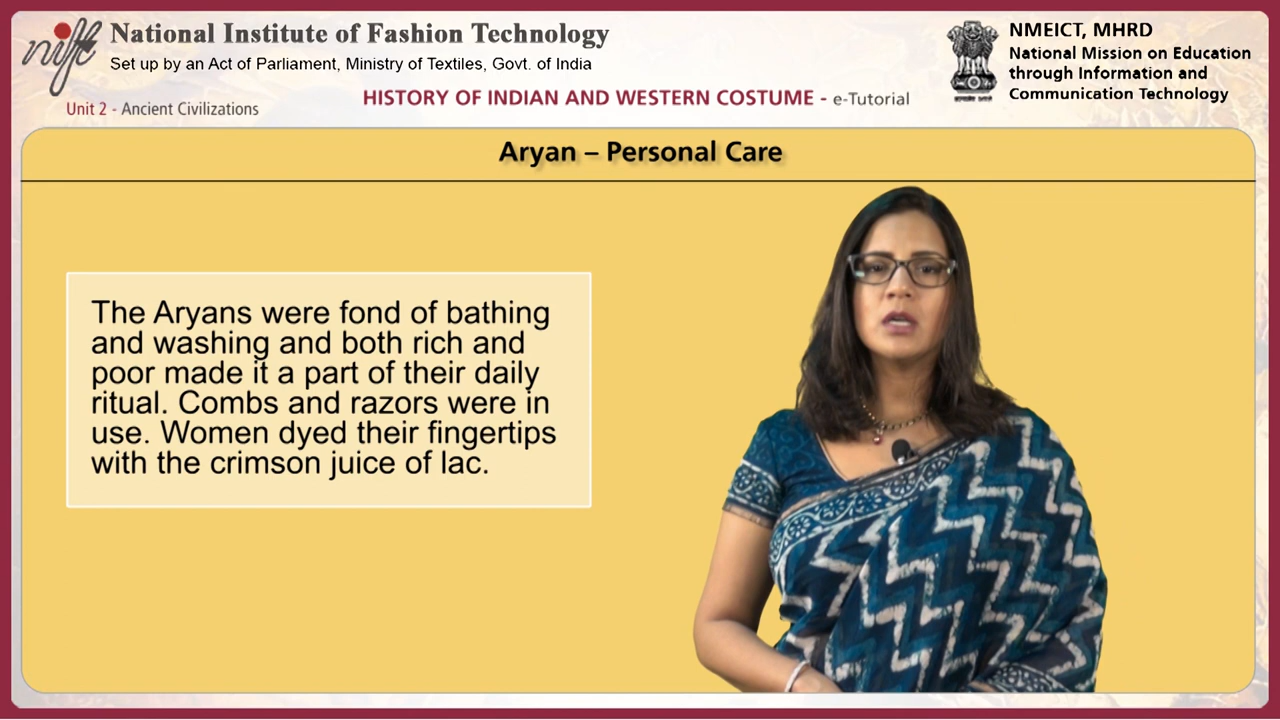 nift
National Institute of Fashion Technology
Set up by an Act of Parliament, Ministry of Textiles, Govt. of India
NMEICT, MHRD
National Mission on Education
through Information and
Communication Technology
Unit 2 - Ancient Civilizations
HISTORY OF INDIAN AND WESTERN COSTUME - e-Tutorial
Aryan – Personal Care
The Aryans were fond of bathing
and washing and both rich and
poor made it a part of their daily
ritual. Combs and razors were in
use. Women dyed their fingertips
with the crimson juice of lac.